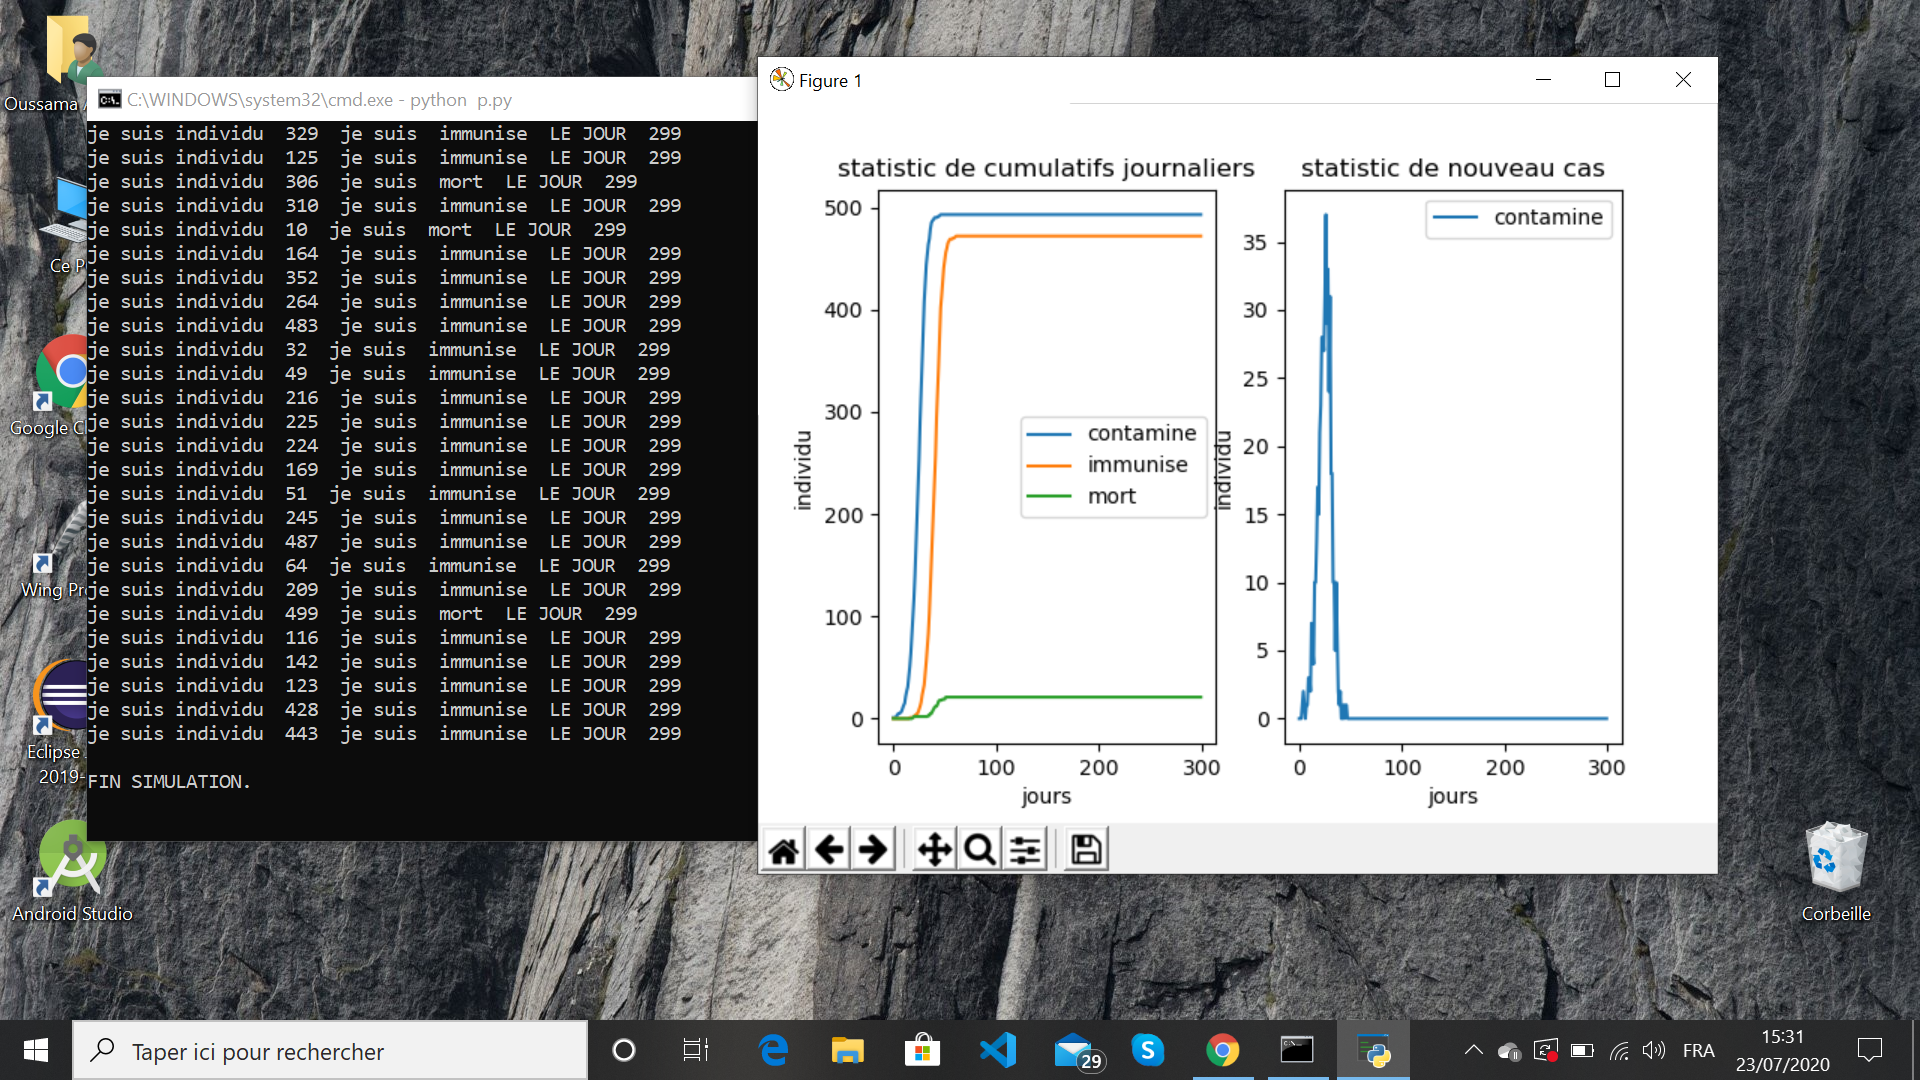 Oussama
Ce P
Google C
Wing Pr
Eclipse
2019-
Android Studio
Corbeille
C:\WINDOWS\system32\cmd.exe - python  p.py
je suis individu  329  je suis  immunise  LE JOUR  299
je suis individu  125  je suis  immunise  LE JOUR  299
je suis individu  306  je suis  mort  LE JOUR  299
je suis individu  310  je suis  immunise  LE JOUR  299
je suis individu  10  je suis  mort  LE JOUR  299
je suis individu  164  je suis  immunise  LE JOUR  299
je suis individu  352  je suis  immunise  LE JOUR  299
je suis individu  264  je suis  immunise  LE JOUR  299
je suis individu  483  je suis  immunise  LE JOUR  299
je suis individu  32  je suis  immunise  LE JOUR  299
je suis individu  49  je suis  immunise  LE JOUR  299
je suis individu  216  je suis  immunise  LE JOUR  299
je suis individu  225  je suis  immunise  LE JOUR  299
je suis individu  224  je suis  immunise  LE JOUR  299
je suis individu  169  je suis  immunise  LE JOUR  299
je suis individu  51  je suis  immunise  LE JOUR  299
je suis individu  245  je suis  immunise  LE JOUR  299
je suis individu  487  je suis  immunise  LE JOUR  299
je suis individu  64  je suis  immunise  LE JOUR  299
je suis individu  209  je suis  immunise  LE JOUR  299
je suis individu  499  je suis  mort  LE JOUR  299
je suis individu  116  je suis  immunise  LE JOUR  299
je suis individu  142  je suis  immunise  LE JOUR  299
je suis individu  123  je suis  immunise  LE JOUR  299
je suis individu  428  je suis  immunise  LE JOUR  299
je suis individu  443  je suis  immunise  LE JOUR  299
FIN SIMULATION.
Figure 1
statistic de cumulatifs journaliers
500
400
300
200
100
0
individu
contamine
immunise
mort
0 100 200 300
jours
statistic de nouveau cas
35
30
25
20
15
10
5
0
individu
contamine
0 100 200 300
jours
Taper ici pour rechercher
29
FRA
15:31
23/07/2020